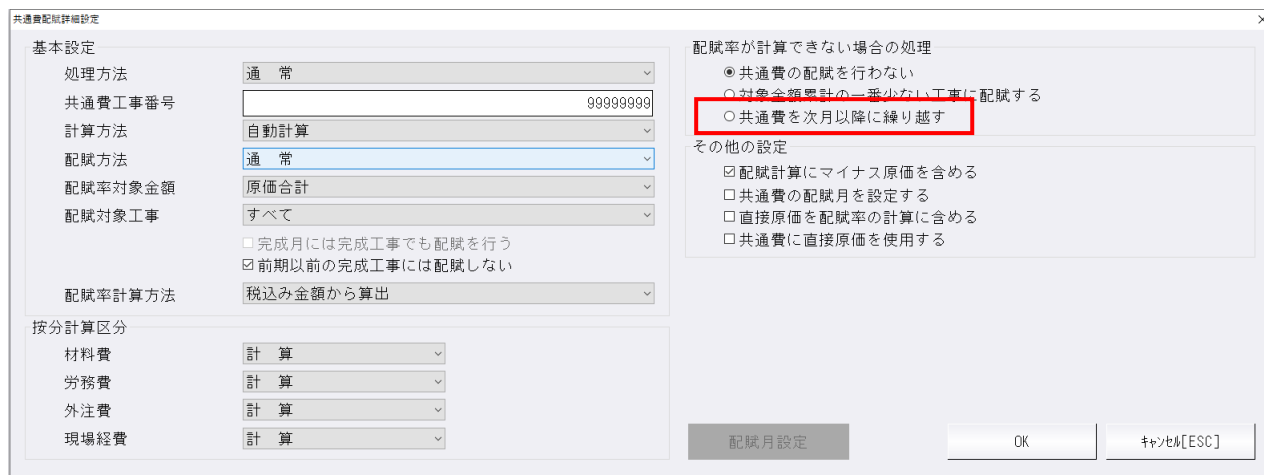 共通費配賦詳細設定
基本設定
処理方法 通　常
共通費工事番号 99999999
計算方法 自動計算
配賦方法 通　常
配賦率対象金額 原価合計
配賦対象工事 すべて
完成月には完成工事でも配賦を行う
前期以前の完成工事には配賦しない
配賦率計算方法 税込み金額から算出
按分計算区分
材料費 計　算
労務費 計　算
外注費 計　算
現場経費 計　算
配賦率が計算できない場合の処理
共通費の配賦を行わない
対象金額累計の一番少ない工事に配賦する
共通費を次月以降に繰り越す
その他の設定
配賦計算にマイナス原価を含める
共通費の配賦月を設定する
直接原価を配賦率の計算に含める
共通費に直接原価を使用する
配賦月設定 OK ｷｬﾝｾﾙ[ESC]